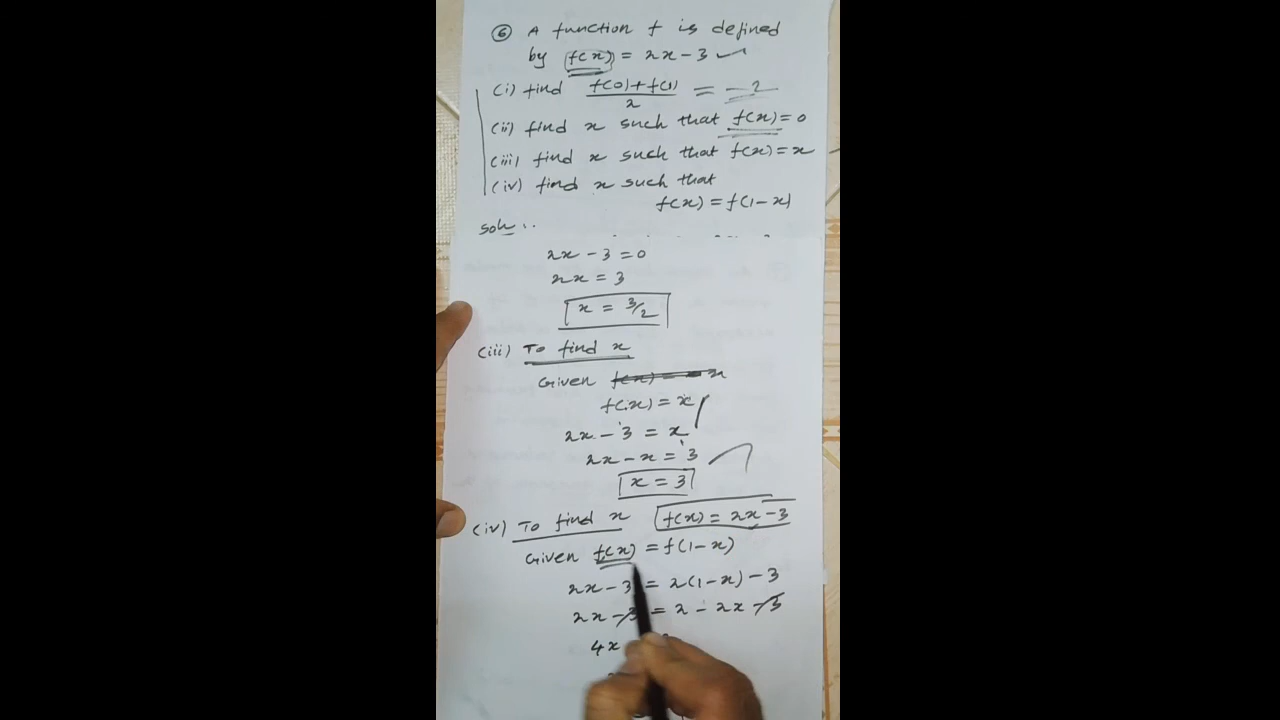 ⑥ A function f is defined
by f(x) = 2x - 3
(i) find f(0)+f(1)/2 = -2
(ii) find x such that f(x) = 0
(iii) find x such that f(x) = x
(iv) find x such that
f(x) = f(1-x)
soln :
2x - 3 = 0
2x = 3
x = 3/2
(iii) To find x
Given f(x) = x
f(x) = x
2x - 3 = x
2x - x = 3
x = 3
(iv) To find x f(x) = 2x - 3
Given f(x) = f(1-x)
2x - 3 = 2(1-x) - 3
2x - 3 = 2 - 2x - 3
4x